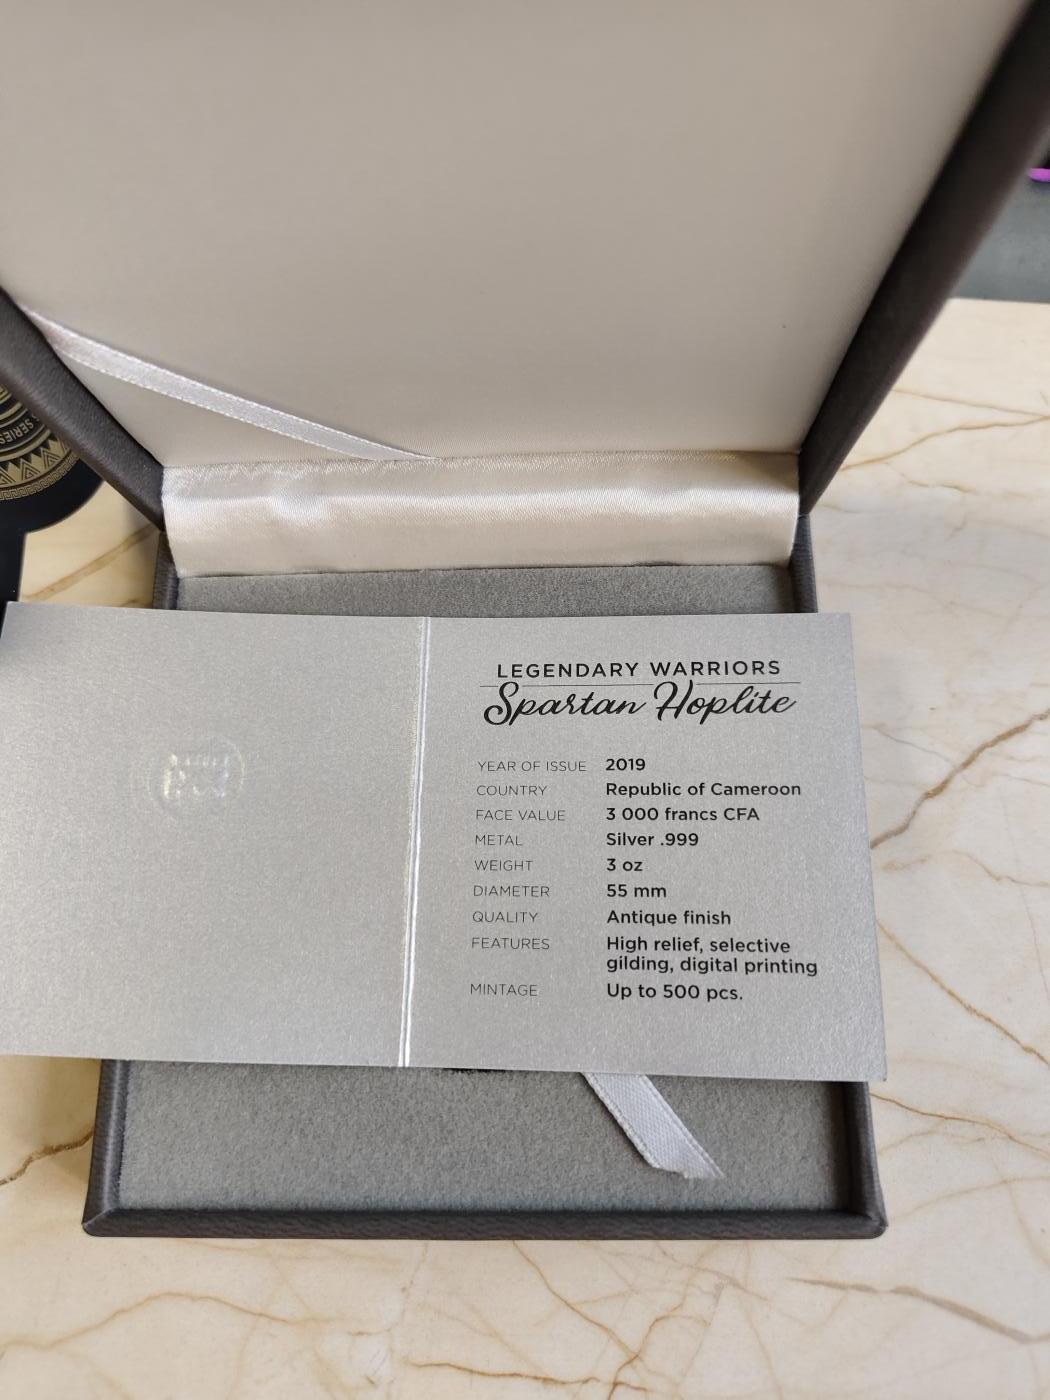 SERIES
LEGENDARY WARRIORS
Spartan Hoplite
YEAR OF ISSUE 2019
COUNTRY Republic of Cameroon
FACE VALUE 3 000 francs CFA
METAL Silver .999
WEIGHT 3 oz
DIAMETER 55 mm
QUALITY Antique finish
FEATURES High relief, selective
gilding, digital printing
MINTAGE Up to 500 pcs.